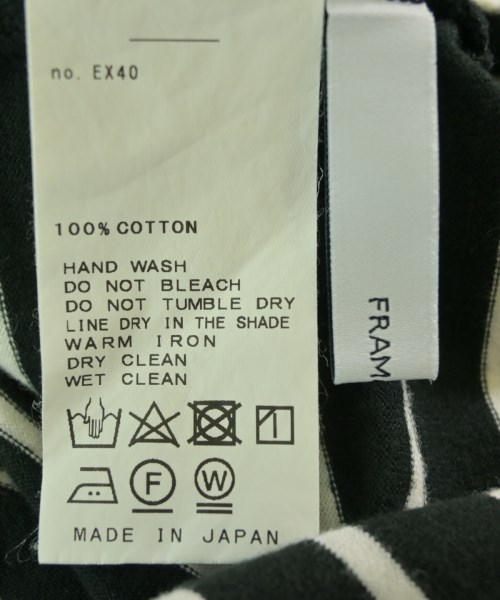 no. EX40
100% COTTON
HAND WASH
DO NOT BLEACH
DO NOT TUMBLE DRY
LINE DRY IN THE SHADE
WARM IRON
DRY CLEAN
WET CLEAN
F
W
MADE IN JAPAN
FRAM